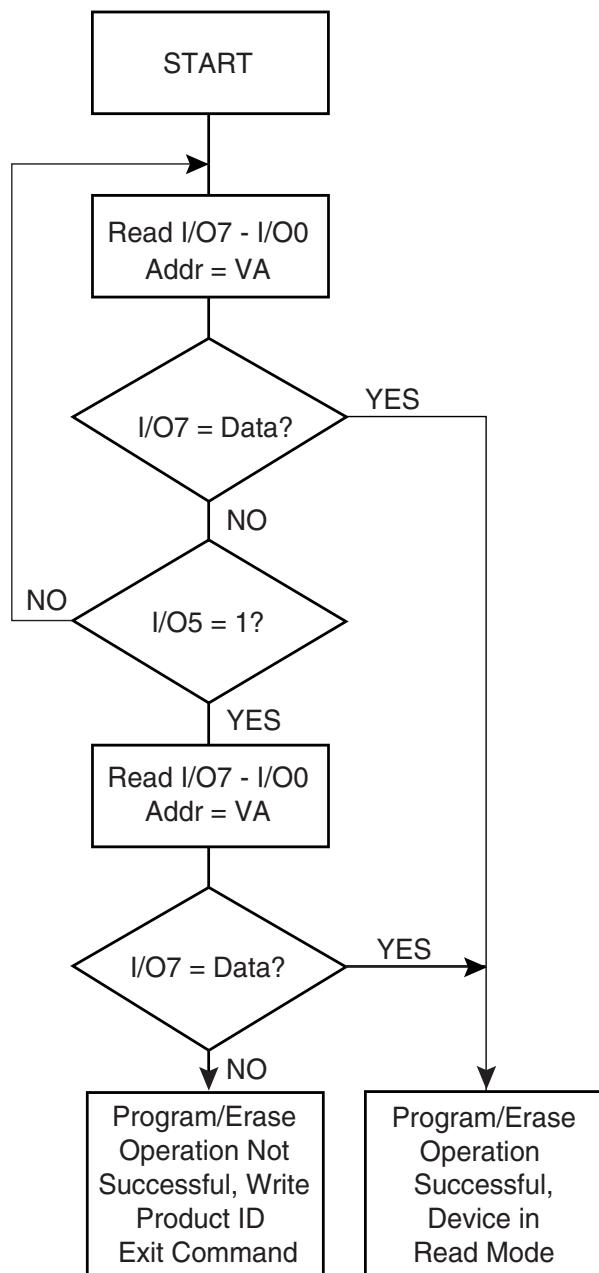 START
Read I/O7 - I/O0
Addr = VA
I/O7 = Data?
YES
NO
I/O5 = 1?
NO
YES
Read I/O7 - I/O0
Addr = VA
I/O7 = Data?
YES
NO
Program/Erase
Operation Not
Successful, Write
Product ID
Exit Command
Program/Erase
Operation
Successful,
Device in
Read Mode